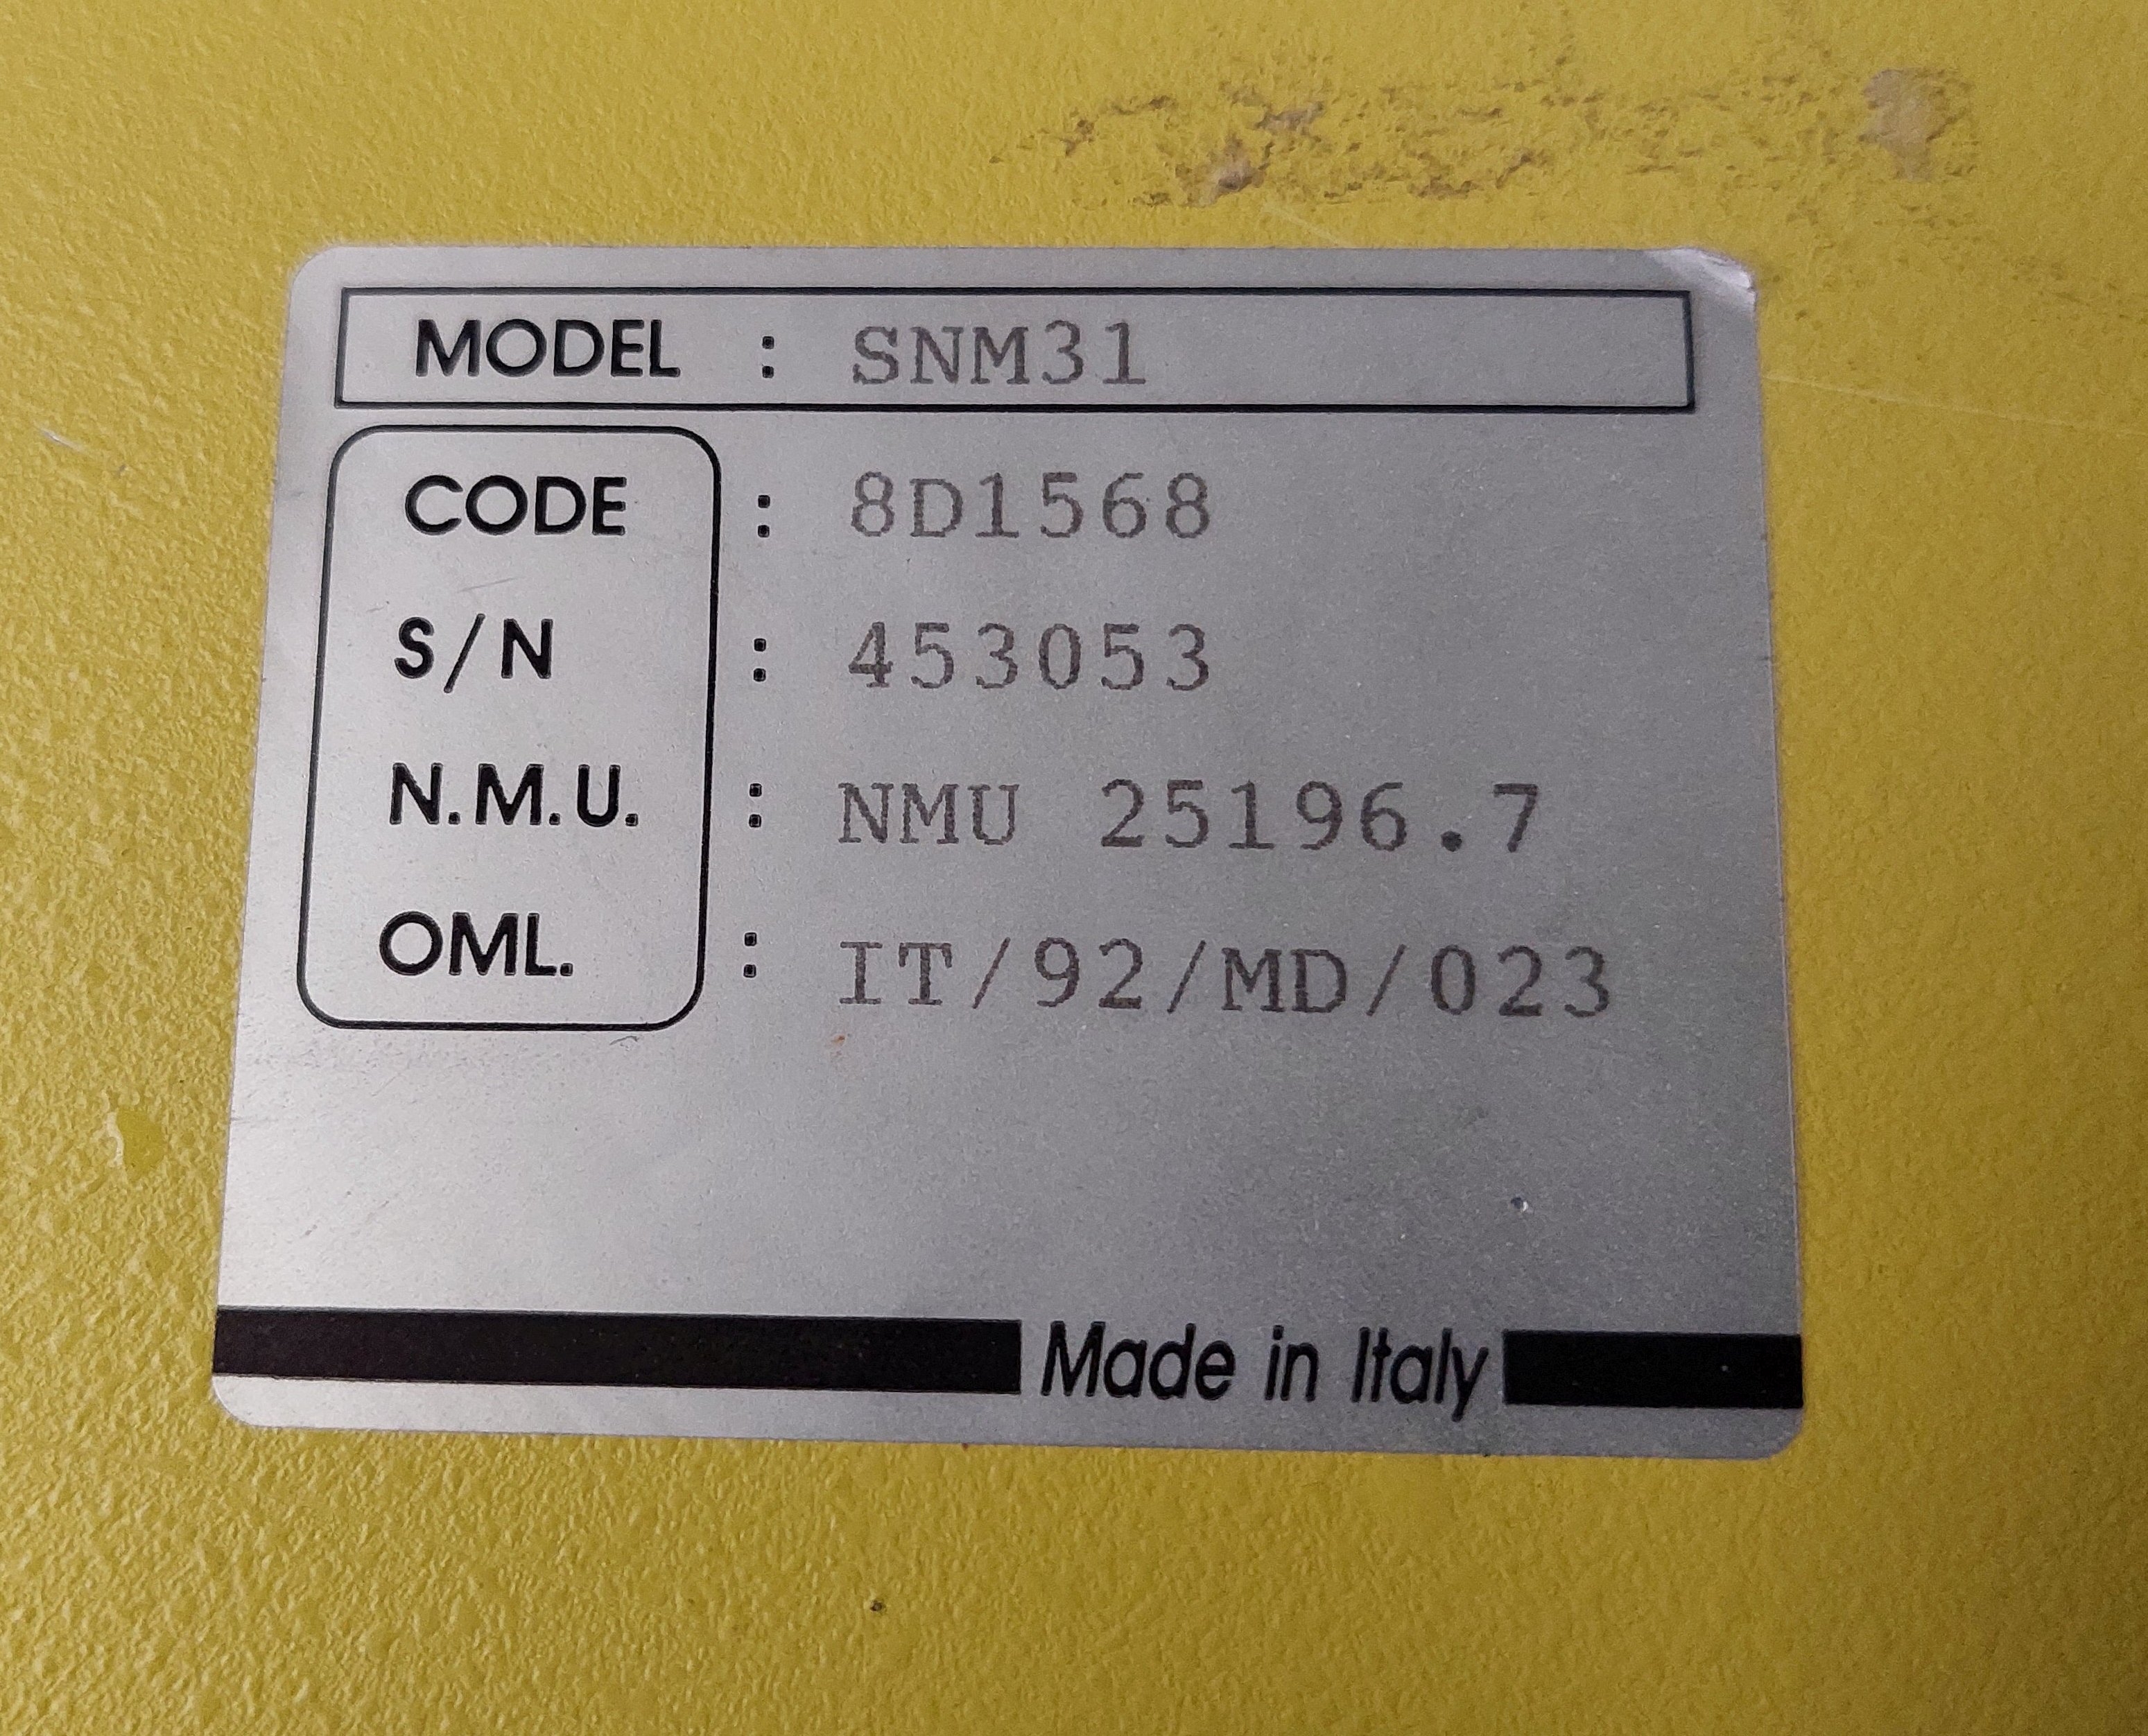 MODEL : SNM31
CODE : 8D1568
S/N : 453053
N.M.U. : NMU 25196.7
OML. : IT/92/MD/023
Made in Italy